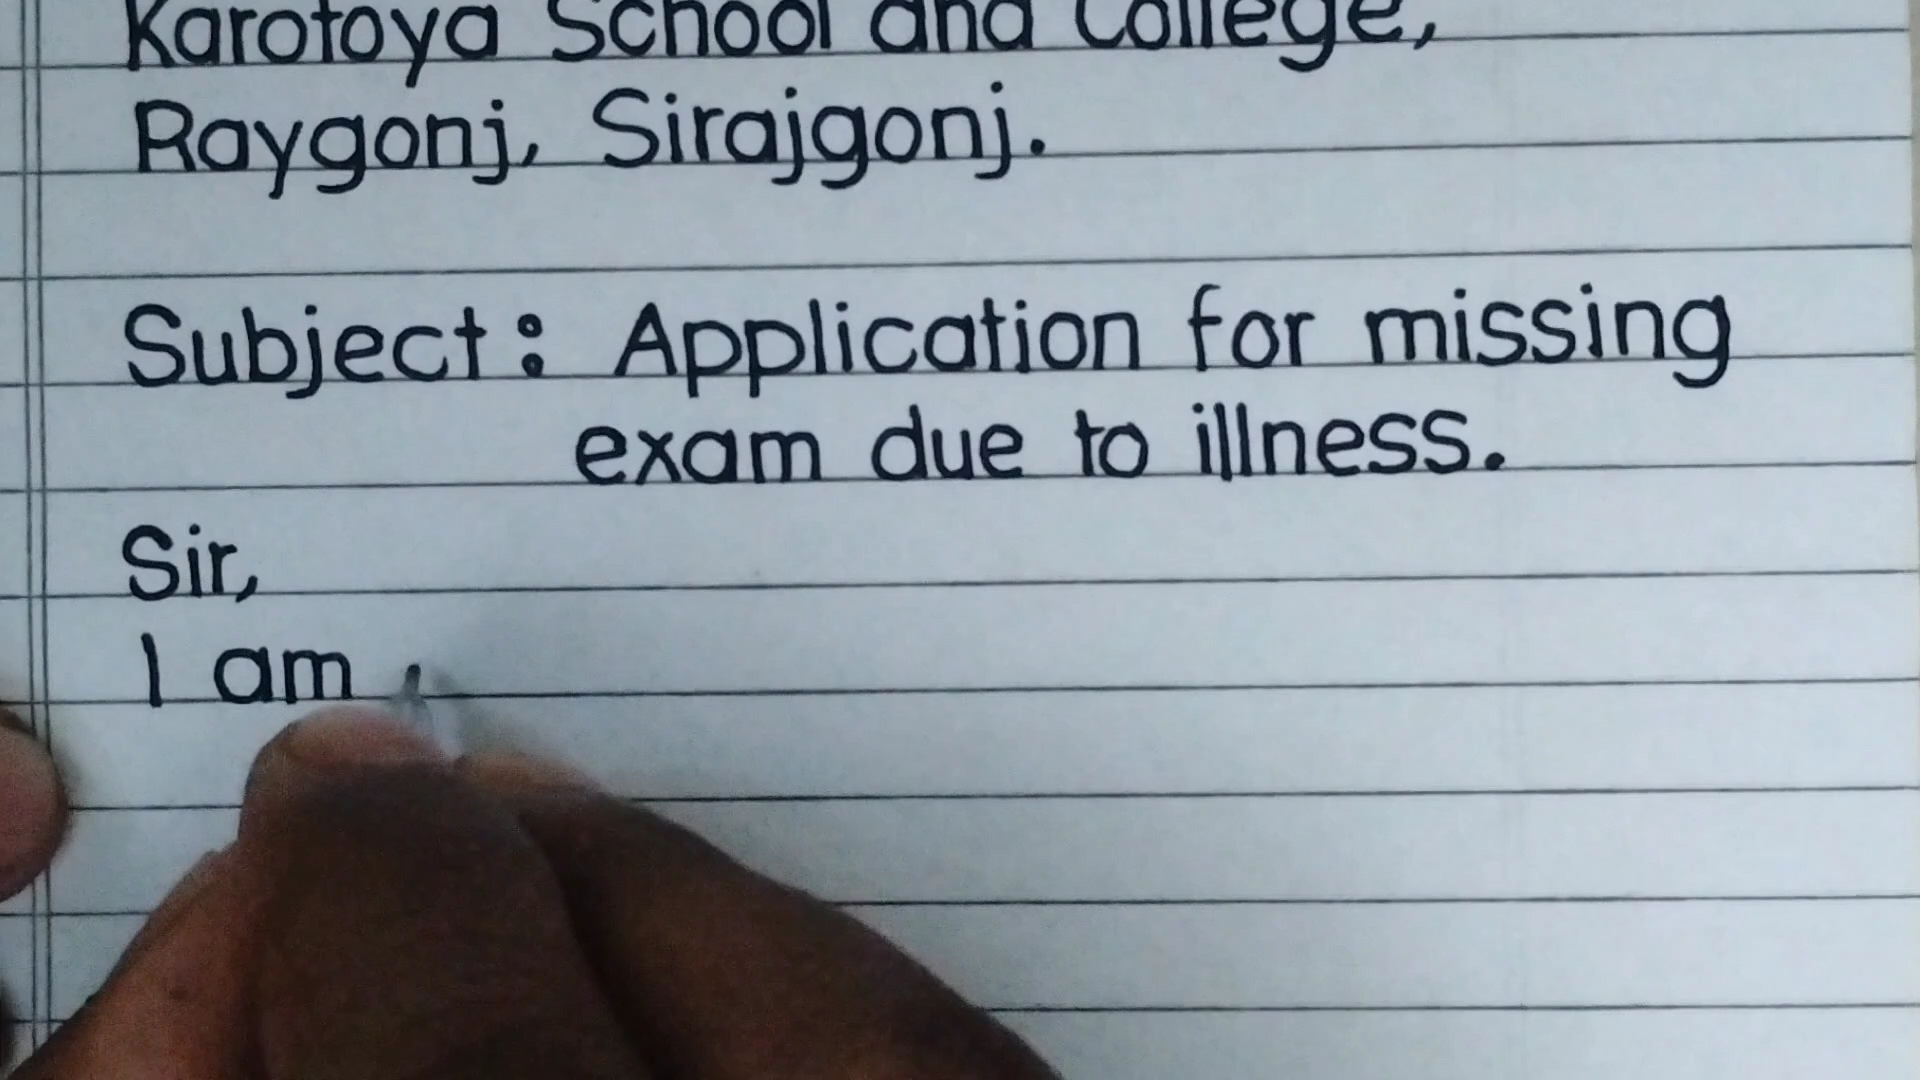 Karotoya School and College,
Raygonj, Sirajgonj.
Subject: Application for missing
exam due to illness.
Sir,
I am